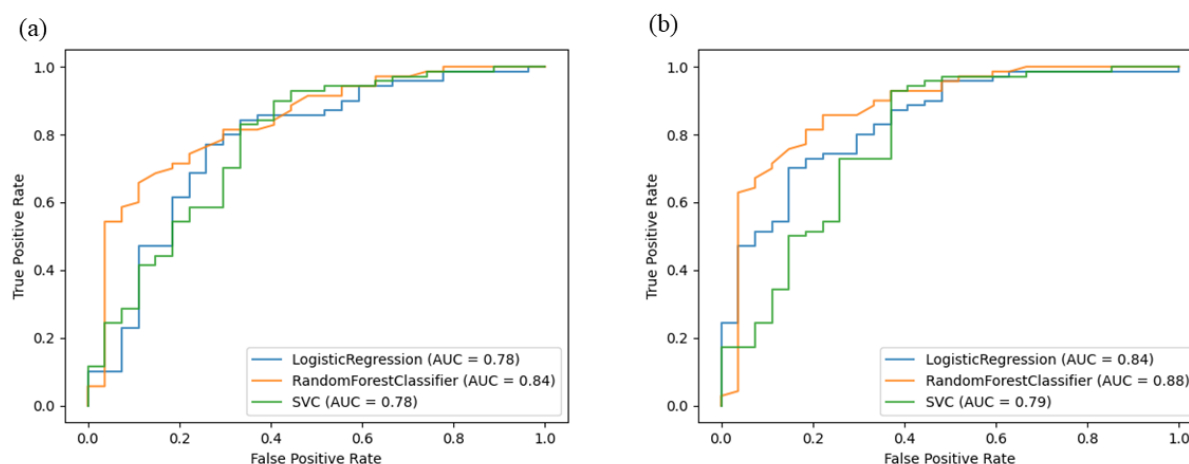 (a)
1.0
0.8
0.6
0.4
0.2
0.0
True Positive Rate
0.0 0.2 0.4 0.6 0.8 1.0
False Positive Rate
LogisticRegression (AUC = 0.78)
RandomForestClassifier (AUC = 0.84)
SVC (AUC = 0.78)
(b)
1.0
0.8
0.6
0.4
0.2
0.0
True Positive Rate
0.0 0.2 0.4 0.6 0.8 1.0
False Positive Rate
LogisticRegression (AUC = 0.84)
RandomForestClassifier (AUC = 0.88)
SVC (AUC = 0.79)